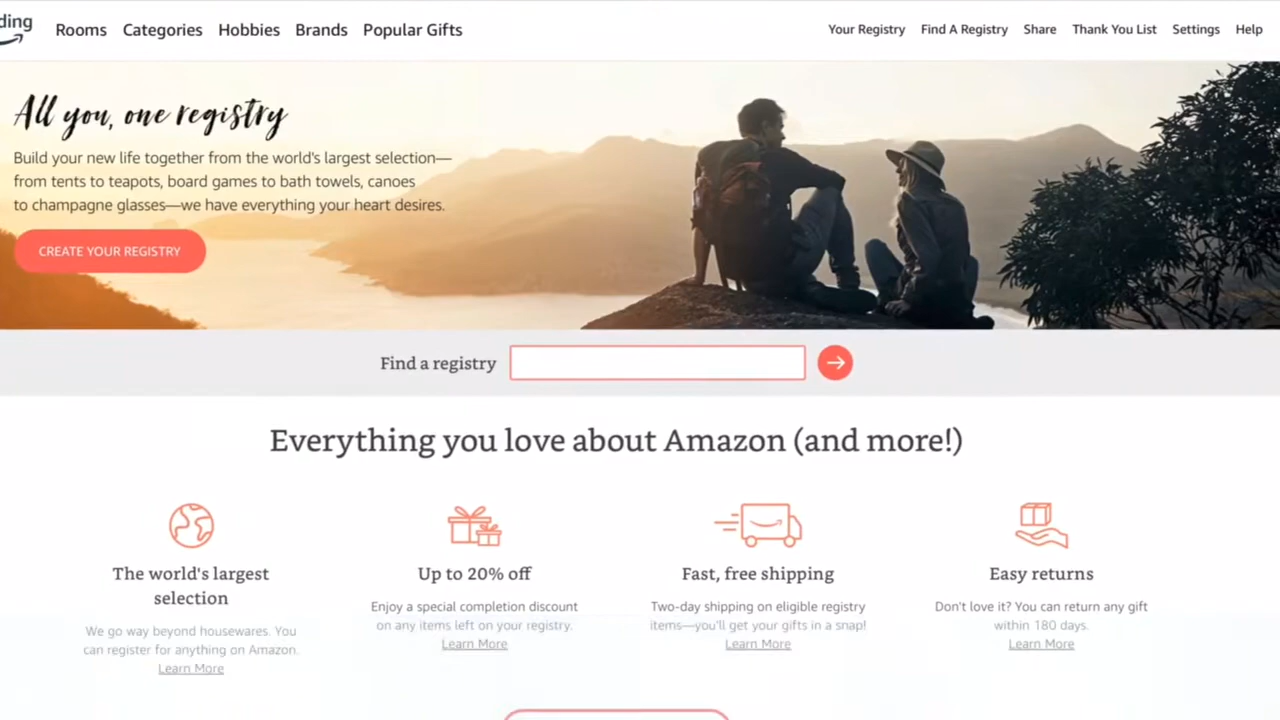 ding
Rooms Categories Hobbies Brands Popular Gifts
Your Registry Find A Registry Share Thank You List Settings Help
All you, one registry
Build your new life together from the world's largest selection—
from tents to teapots, board games to bath towels, canoes
to champagne glasses—we have everything your heart desires.
CREATE YOUR REGISTRY
Find a registry
Everything you love about Amazon (and more!)
The world's largest
selection
We go way beyond housewares. You
can register for anything on Amazon.
Learn More
Up to 20% off
Enjoy a special completion discount
on any items left on your registry.
Learn More
Fast, free shipping
Two-day shipping on eligible registry
items—you'll get your gifts in a snap!
Learn More
Easy returns
Don't love it? You can return any gift
within 180 days.
Learn More